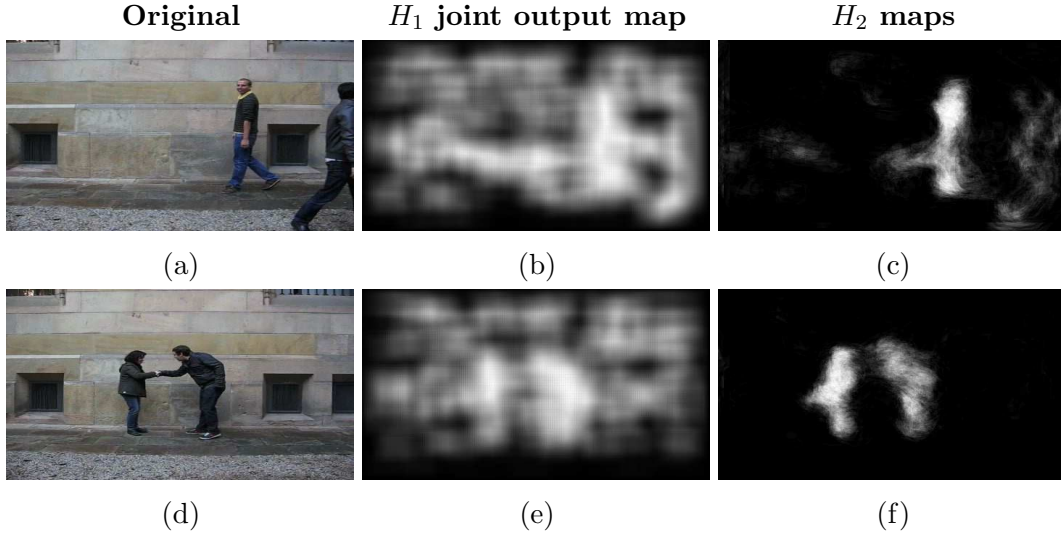 Original H₁ joint output map H₂ maps
(a) (b) (c)
(d) (e) (f)